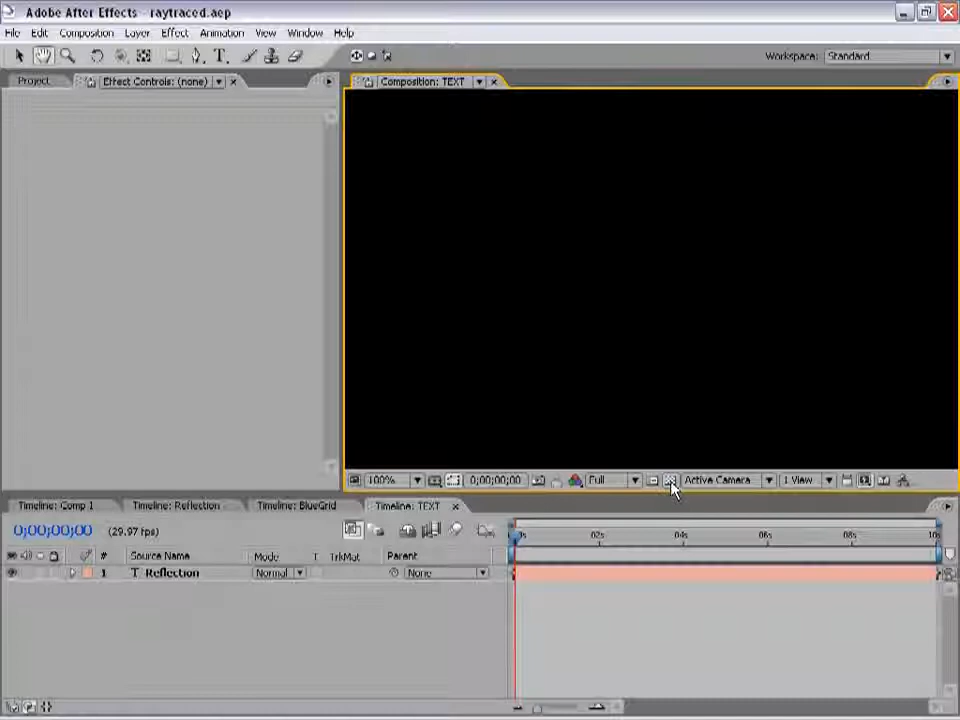 Adobe After Effects - raytraced.aep
File Edit Composition Layer Effect Animation View Window Help
Workspace: Standard
Project Effect Controls: (none) Composition: TEXT
100% 0;00;00;00 Full Active Camera 1 View
Timeline: Comp 1 Timeline: Reflection Timeline: BlueGrid Timeline: TEXT
0;00;00;00 (29.97 fps)
02s 04s 06s 08s 10s
# Source Name Mode T TrkMat Parent
1 T Reflection Normal None